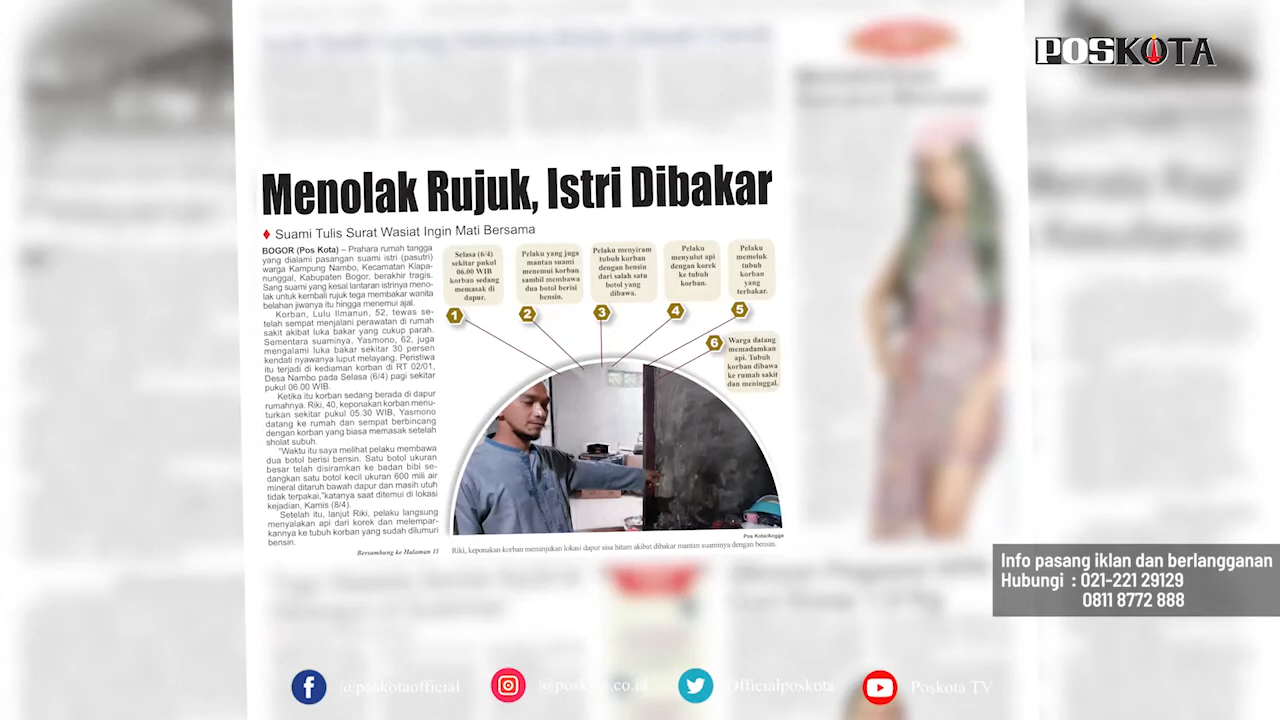 POSKOTA
Menolak Rujuk, Istri Dibakar
Suami Tulis Surat Wasiat Ingin Mati Bersama
BOGOR (Pos Kota) – Prahara rumah tangga
yang dialami pasangan suami istri (pasutri)
warga Kampung Nambo, Kecamatan Klapa-
nunggal, Kabupaten Bogor, berakhir tragis.
Sang suami yang kesal lantaran istrinya meno-
lak untuk kembali rujuk tega membakar wanita
belahan jiwanya itu hingga menemui ajal.
Korban, Lulu Ilmanun, 52, tewas se-
telah sempat menjalani perawatan di rumah
sakit akibat luka bakar yang cukup parah.
Sementara suaminya, Yasmono, 62, juga
mengalami luka bakar sekitar 30 persen
kendati nyawanya luput melayang. Peristiwa
itu terjadi di kediaman korban di RT 02/01,
Desa Nambo pada Selasa (6/4) pagi sekitar
pukul 06.00 WIB.
Ketika itu korban sedang berada di dapur
rumahnya. Riki, 40, keponakan korban menu-
turkan sekitar pukul 05.30 WIB, Yasmono
datang ke rumah dan sempat berbincang
dengan korban yang biasa memasak setelah
sholat subuh.
"Waktu itu saya melihat pelaku membawa
dua botol berisi bensin. Satu botol ukuran
besar telah disiramkan ke badan bibi se-
dangkan satu botol kecil ukuran 600 mili air
mineral ditaruh bawah dapur dan masih utuh
tidak terpakai,"katanya saat ditemui di lokasi
kejadian, Kamis (8/4).
Setelah itu, lanjut Riki, pelaku langsung
menyalakan api dari korek dan melempar-
kannya ke tubuh korban yang sudah dilumuri
bensin.
Bersambung ke Halaman 11
Selasa (6/4)
sekitar pukul
06.00 WIB
korban sedang
memasak di
dapur.
1
Pelaku yang juga
mantan suami
menemui korban
sambil membawa
dua botol berisi
bensin.
2
Pelaku menyiram
tubuh korban
dengan bensin
dari salah satu
botol yang
dibawa.
3
Pelaku
menyulut api
dengan korek
ke tubuh
korban.
4
Pelaku
memeluk
tubuh
korban
yang
terbakar.
5
6
Warga datang
memadamkan
api. Tubuh
korban dibawa
ke rumah sakit
dan meninggal.
Pos Kota/Angga
Riki, keponakan korban menunjukan lokasi dapur sisa hitam akibat dibakar mantan suaminya dengan bensin.
Info pasang iklan dan berlangganan
Hubungi : 021-221 29129
0811 8772 888
@poskotaofficial
Officialposkota
Poskota TV